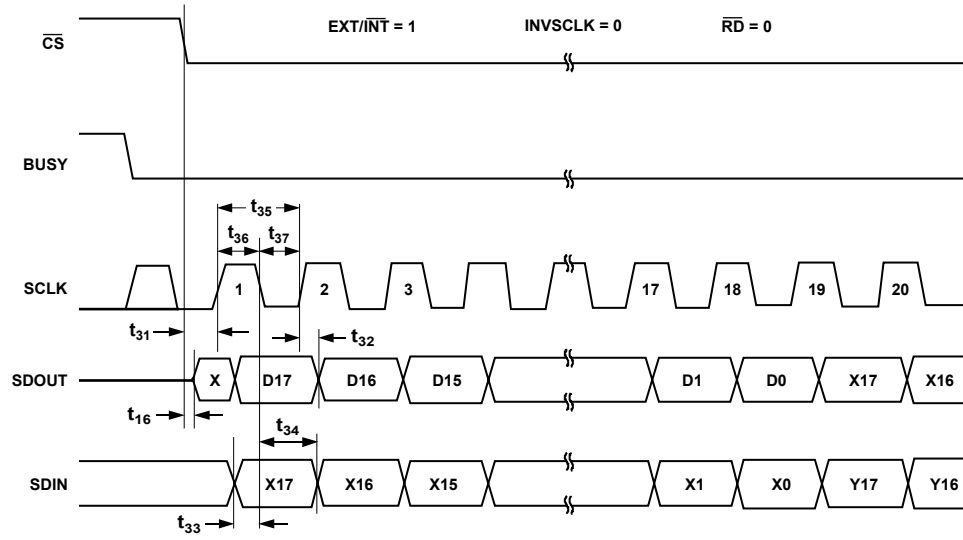 EXT/INT = 1 INVSCLK = 0 RD = 0
CS
BUSY
t35
t36 t37
SCLK 1 2 3 17 18 19 20
t31 t32
SDOUT X D17 D16 D15 D1 D0 X17 X16
t16 t34
SDIN X17 X16 X15 X1 X0 Y17 Y16
t33